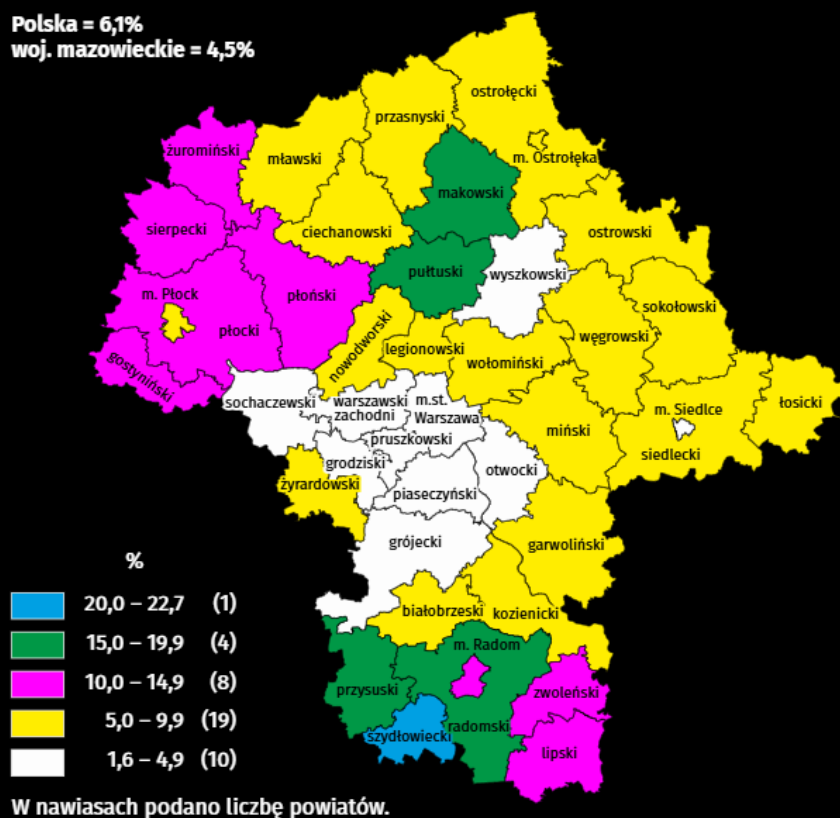 Polska = 6,1%
woj. mazowieckie = 4,5%
ostrołęcki
przasnyski
żuromiński
mławski
m. Ostrołęka
makowski
sierpecki
ciechanowski
ostrowski
pułtuski
wyszkowski
m. Płock
płoński
sokołowski
płocki
nowodworski
legionowski
węgrowski
wołomiński
gostyniński
sochaczewski
warszawski
zachodni
m.st.
Warszawa
m. Siedlce
łosicki
pruszkowski
miński
siedlecki
grodziski
otwocki
żyrardowski
piaseczyński
grójecki
garwoliński
%
20,0 – 22,7 (1)
białobrzeski
kozienicki
15,0 – 19,9 (4)
m. Radom
10,0 – 14,9 (8)
przysuski
zwoleński
5,0 – 9,9 (19)
radomski
szydłowiecki
1,6 – 4,9 (10)
lipski
W nawiasach podano liczbę powiatów.